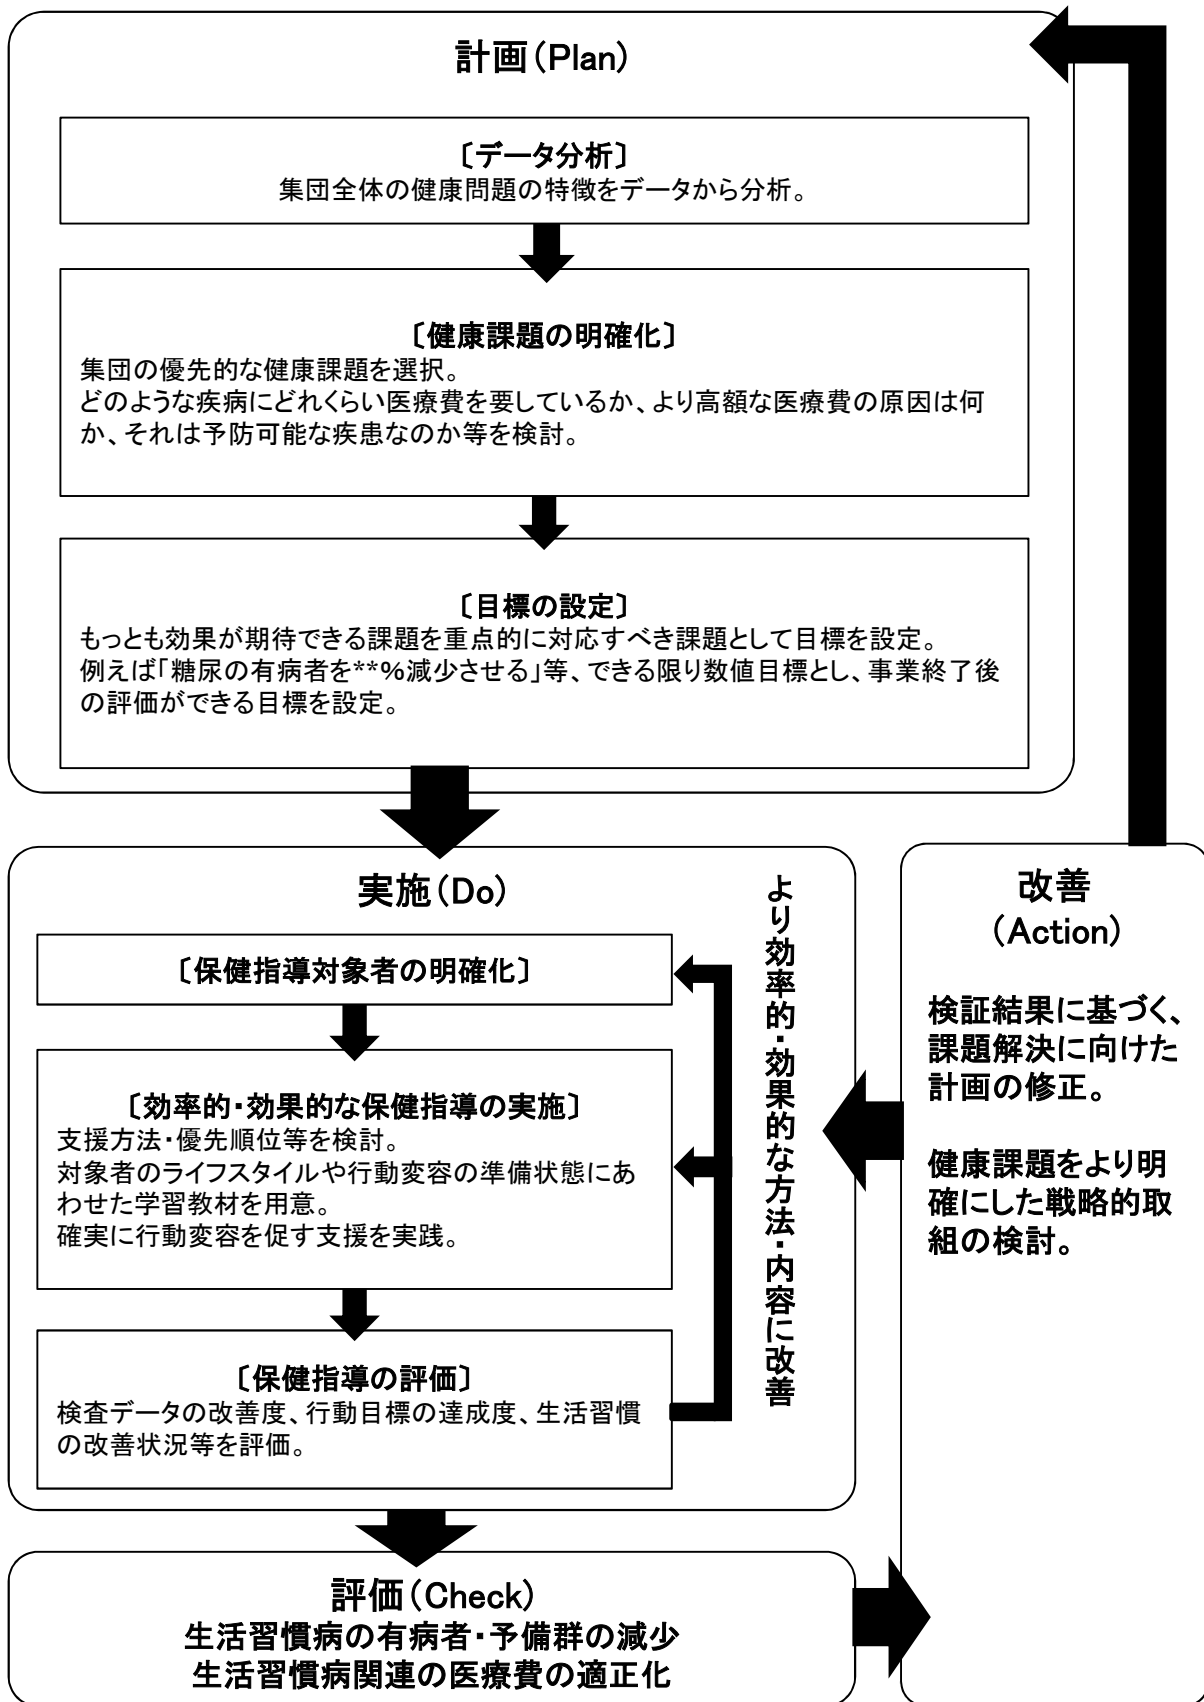 計画(Plan)
〔データ分析〕
集団全体の健康問題の特徴をデータから分析。
〔健康課題の明確化〕
集団の優先的な健康課題を選択。
どのような疾病にどれくらい医療費を要しているか、より高額な医療費の原因は何
か、それは予防可能な疾患なのか等を検討。
〔目標の設定〕
もっとも効果が期待できる課題を重点的に対応すべき課題として目標を設定。
例えば「糖尿の有病者を**%減少させる」等、できる限り数値目標とし、事業終了後
の評価ができる目標を設定。
実施(Do)
〔保健指導対象者の明確化〕
〔効率的・効果的な保健指導の実施〕
支援方法・優先順位等を検討。
対象者のライフスタイルや行動変容の準備状態にあ
わせた学習教材を用意。
確実に行動変容を促す支援を実践。
〔保健指導の評価〕
検査データの改善度、行動目標の達成度、生活習慣
の改善状況等を評価。
より効率的・効果的な方法・内容に改善
改善
(Action)
検証結果に基づく、
課題解決に向けた
計画の修正。
健康課題をより明
確にした戦略的取
組の検討。
評価(Check)
生活習慣病の有病者・予備群の減少
生活習慣病関連の医療費の適正化